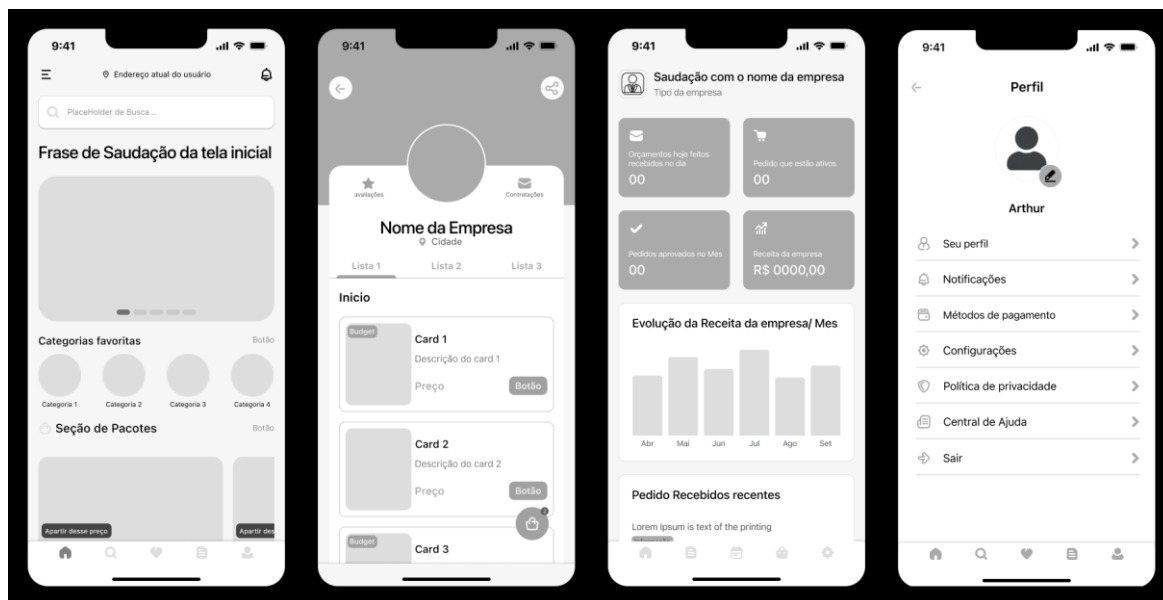 9:41
Endereço atual do usuário
PlaceHolder de Busca...
Frase de Saudação da tela inicial
Categorias favoritas
Botão
Categoria 1
Categoria 2
Categoria 3
Categoria 4
Seção de Pacotes
Botão
Apartir desse preço
Apartir des
9:41
avaliações
Contratações
Nome da Empresa
Cidade
Lista 1
Lista 2
Lista 3
Inicio
Budget
Card 1
Descrição do card 1
Preço
Botão
Card 2
Descrição do card 2
Preço
Botão
Budget
Card 3
9:41
Saudação com o nome da empresa
Tipo da empresa
Orçamentos hoje feitos
recebidos no dia
00
Pedido que estão ativos
00
Pedidos aprovados no Mes
00
Receita da empresa
R$ 0000,00
Evolução da Receita da empresa/ Mes
Abr
Mai
Jun
Jul
Ago
Set
Pedido Recebidos recentes
Lorem Ipsum is text of the printing
9:41
Perfil
Arthur
Seu perfil
Notificações
Métodos de pagamento
Configurações
Política de privacidade
Central de Ajuda
Sair